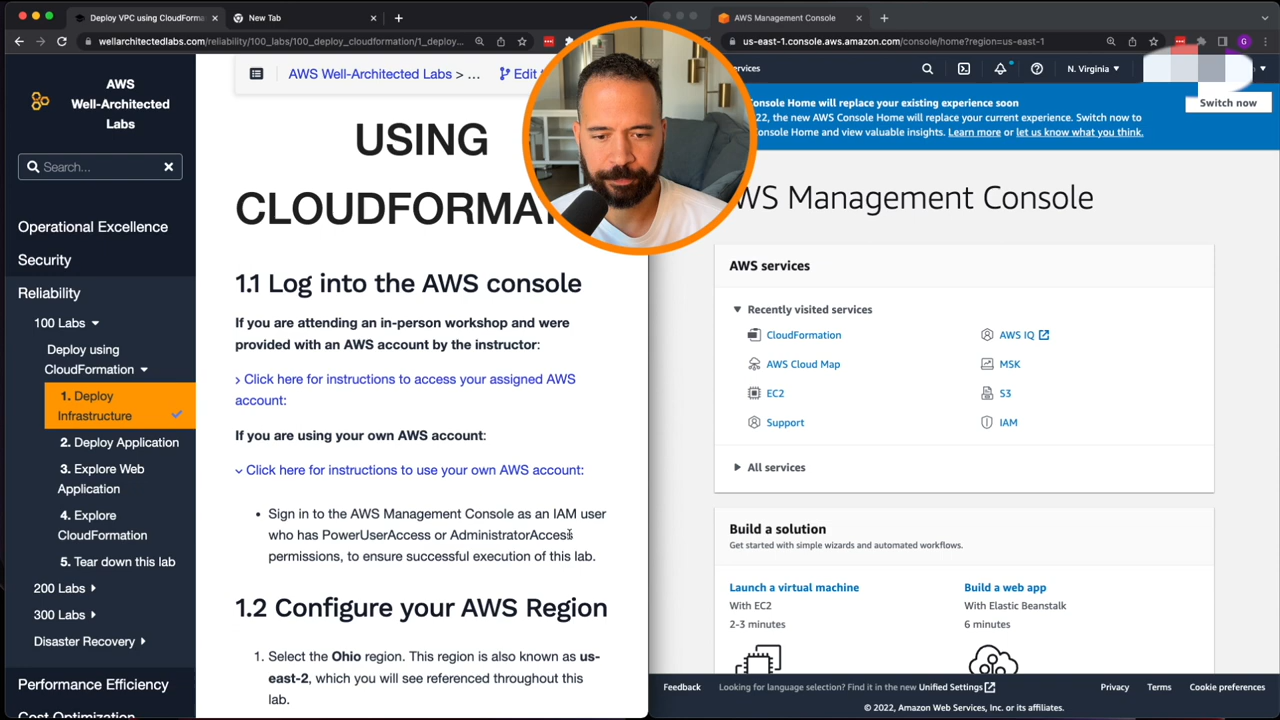 Deploy VPC using CloudForma
New Tab
wellarchitectedlabs.com/reliability/100_labs/100_deploy_cloudformation/1_deploy...
AWS
Well-Architected
Labs
Search...
Operational Excellence
Security
Reliability
100 Labs
Deploy using
CloudFormation
1. Deploy
Infrastructure
2. Deploy Application
3. Explore Web
Application
4. Explore
CloudFormation
5. Tear down this lab
200 Labs
300 Labs
Disaster Recovery
Performance Efficiency
Cost Optimization
AWS Well-Architected Labs > ...
Edit
USING
CLOUDFORMA
1.1 Log into the AWS console
If you are attending an in-person workshop and were
provided with an AWS account by the instructor:
Click here for instructions to access your assigned AWS
account:
If you are using your own AWS account:
Click here for instructions to use your own AWS account:
• Sign in to the AWS Management Console as an IAM user
who has PowerUserAccess or AdministratorAccess
permissions, to ensure successful execution of this lab.
1.2 Configure your AWS Region
1. Select the Ohio region. This region is also known as us-
east-2, which you will see referenced throughout this
lab.
AWS Management Console
us-east-1.console.aws.amazon.com/console/home?region=us-east-1
G
ervices
N. Virginia
onsole Home will replace your existing experience soon
22, the new AWS Console Home will replace your current experience. Switch now to
onsole Home and view valuable insights. Learn more or let us know what you think.
Switch now
WS Management Console
AWS services
Recently visited services
CloudFormation
AWS IQ
AWS Cloud Map
MSK
EC2
S3
Support
IAM
All services
Build a solution
Get started with simple wizards and automated workflows.
Launch a virtual machine
With EC2
2-3 minutes
Build a web app
With Elastic Beanstalk
6 minutes
Feedback
Looking for language selection? Find it in the new Unified Settings
Privacy
Terms
Cookie preferences
© 2022, Amazon Web Services, Inc. or its affiliates.